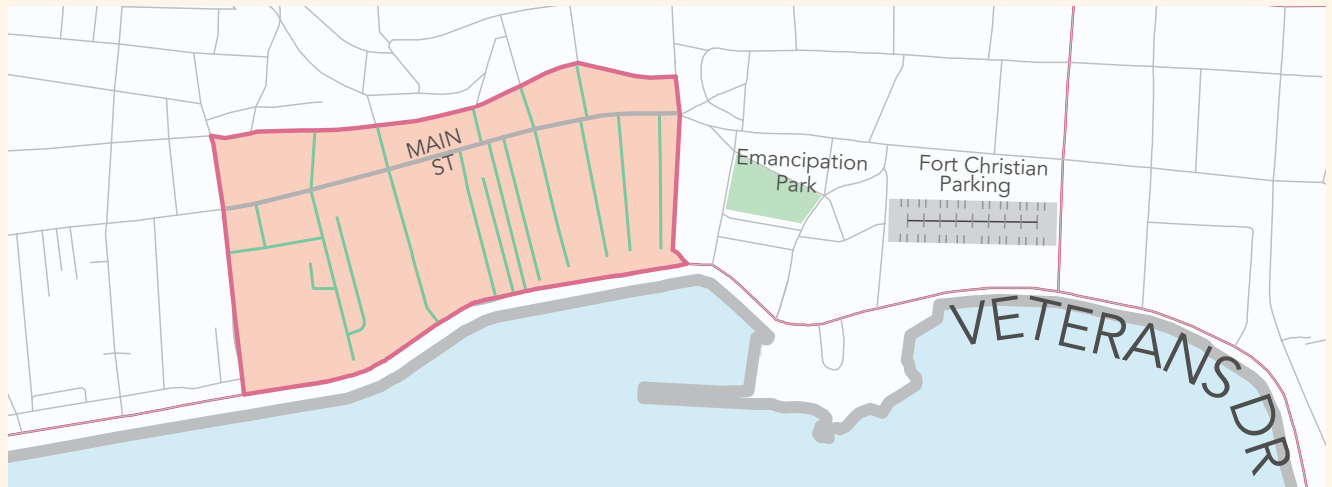 MAIN
ST
Emancipation
Park
Fort Christian
Parking
VETERANS DR